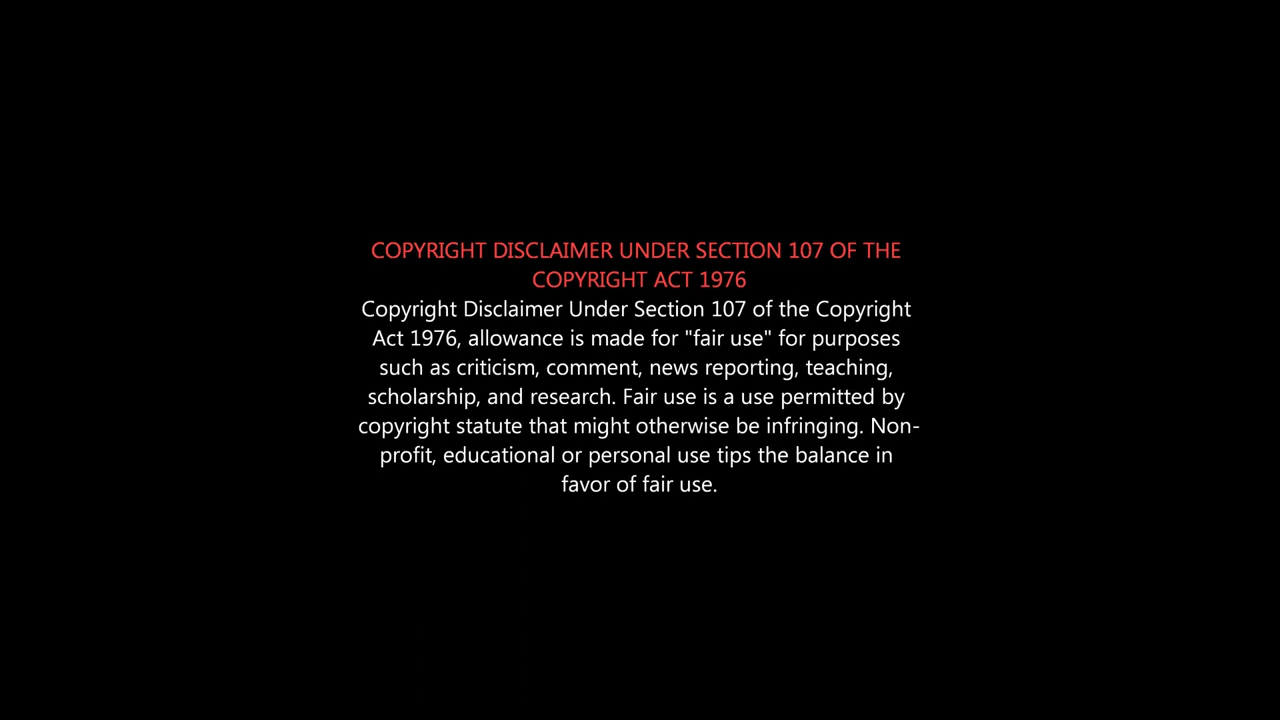 COPYRIGHT DISCLAIMER UNDER SECTION 107 OF THE
COPYRIGHT ACT 1976
Copyright Disclaimer Under Section 107 of the Copyright
Act 1976, allowance is made for "fair use" for purposes
such as criticism, comment, news reporting, teaching,
scholarship, and research. Fair use is a use permitted by
copyright statute that might otherwise be infringing. Non-
profit, educational or personal use tips the balance in
favor of fair use.